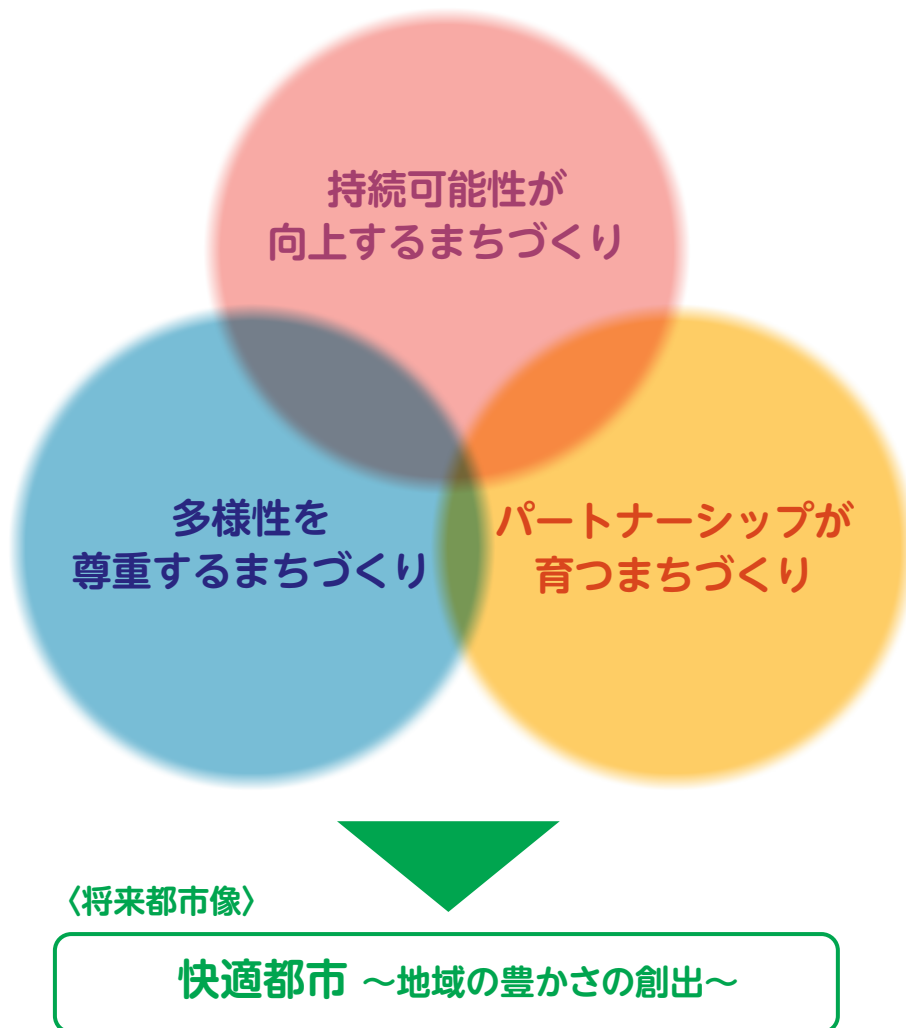 持続可能性が
向上するまちづくり
多様性を
尊重するまちづくり
パートナーシップが
育つまちづくり
〈将来都市像〉
快適都市 ～地域の豊かさの創出～